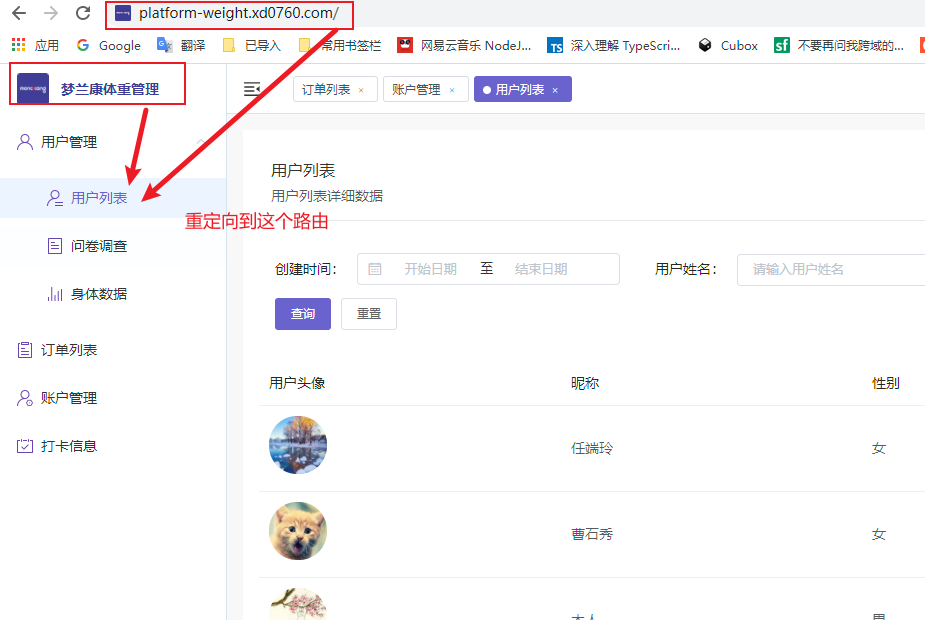 platform-weight.xd0760.com/
应用 Google 翻译 已导入 常用书签栏 网易云音乐 NodeJ... TS 深入理解 TypeScri... Cubox sf 不要再问我跨域的...
梦兰康体重管理
订单列表 × 账户管理 × 用户列表 ×
用户管理
用户列表
问卷调查
身体数据
订单列表
账户管理
打卡信息
重定向到这个路由
用户列表
用户列表详细数据
创建时间: 开始日期 至 结束日期 用户姓名: 请输入用户姓名
查询 重置
用户头像 昵称 性别
任端玲 女
曹石秀 女